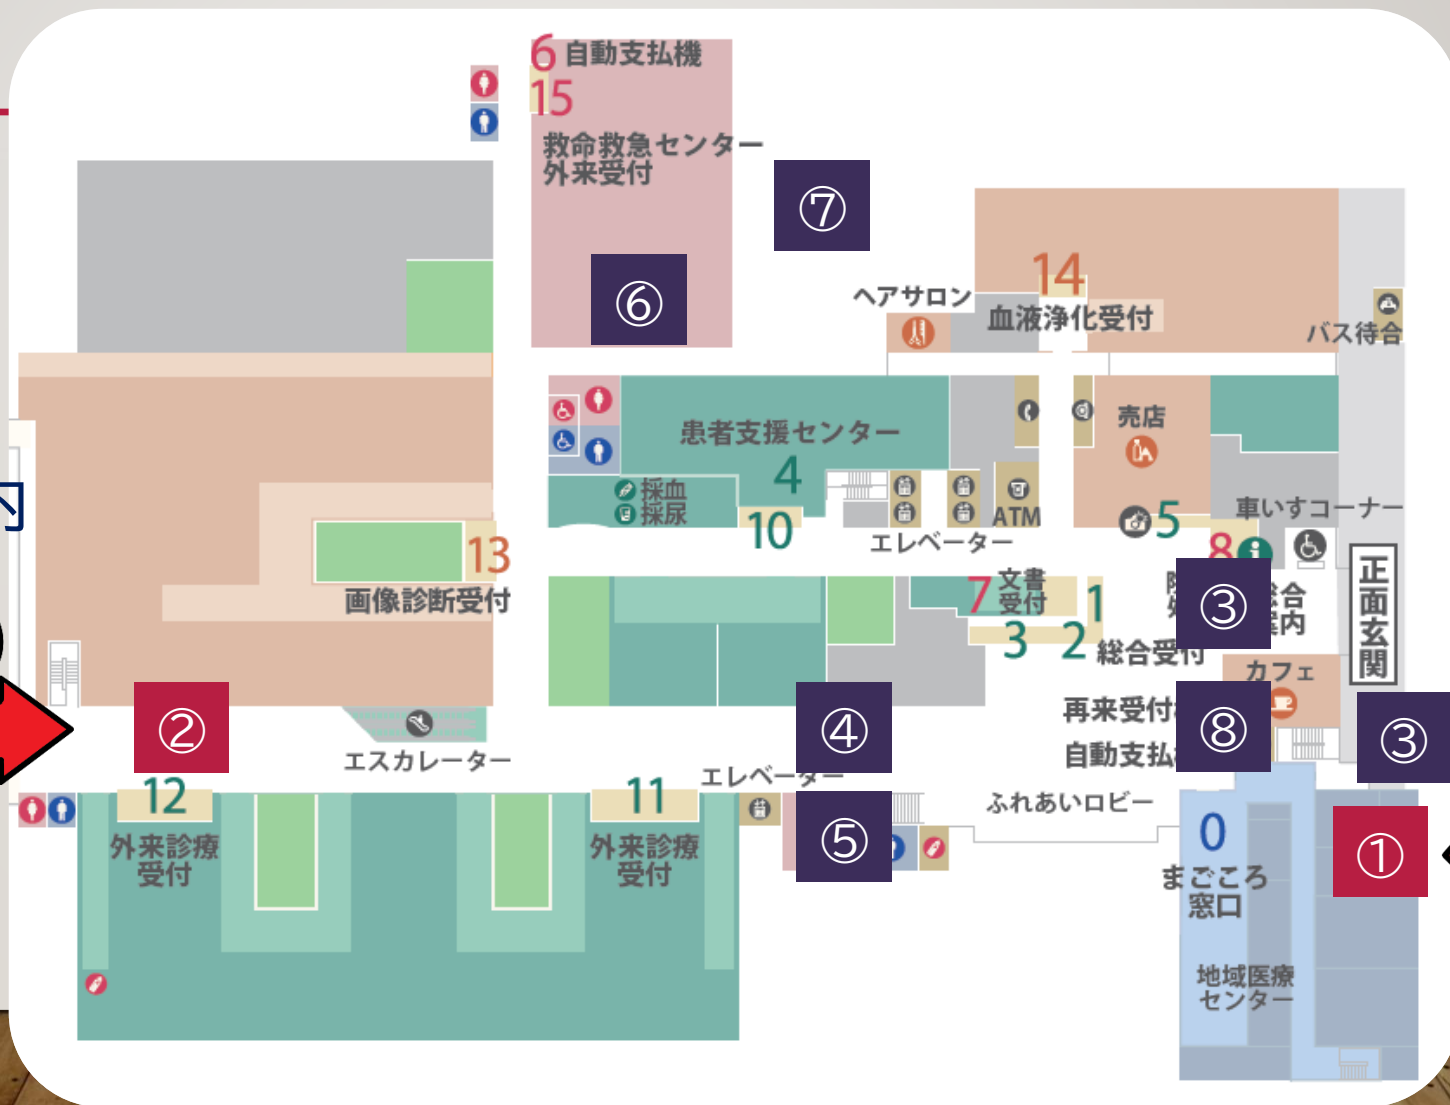 6 自動支払機
15
救命救急センター
外来受付
⑦
⑥
14
ヘアサロン
血液浄化受付
バス待合
患者支援センター
4
採血
採尿
10
売店
ATM
エレベーター
5
車いすコーナー
8
内
13
画像診断受付
7 文書
受付
1
3
2
総合受付
③
正面玄関
カフェ
再来受付
自動支払
②
④
⑧
③
エスカレーター
エレベーター
12
外来診療
受付
11
外来診療
受付
⑤
ふれあいロビー
0
まごころ
窓口
①
地域医療
センター